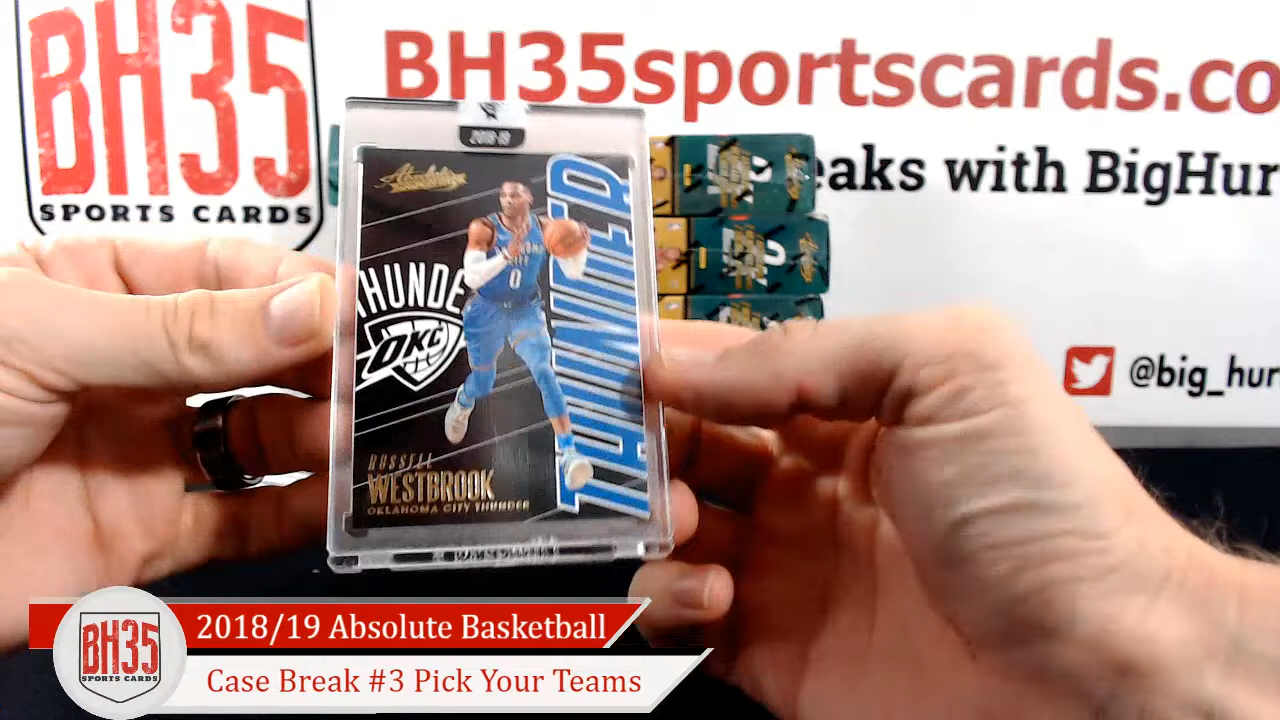 BH35
SPORTS CARDS
BH35sportscards.co
eaks with BigHur
@big_hur
2018-19
Absolute
THUNDE
OKC
0
THUNDER
RUSSELL
WESTBROOK
OKLAHOMA CITY THUNDER
BH35
SPORTS CARDS
2018/19 Absolute Basketball
Case Break #3 Pick Your Teams